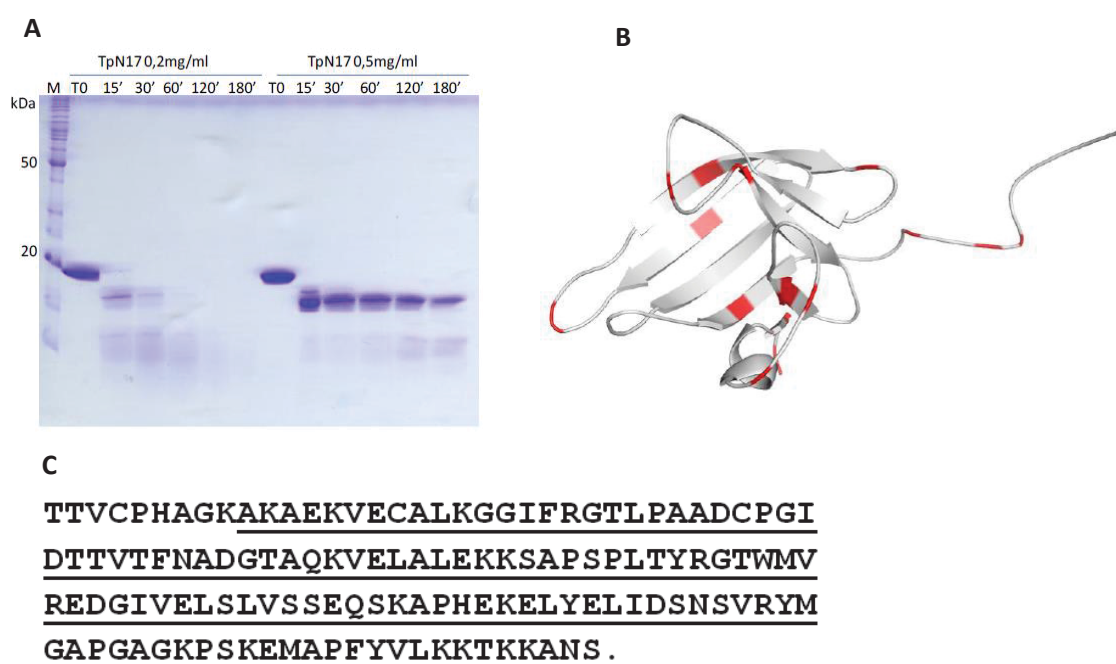 A
B
TpN17 0,2mg/ml TpN17 0,5mg/ml
M T0 15’ 30’ 60’ 120’ 180’ T0 15’ 30’ 60’ 120’ 180’
kDa
50
20
C
TTVCPHAGKAKAEKVECALKGGIFRGTLPAADCPGI
DTTVTFNADGTAQKVELALEKKSAPSPLTYRGTWMV
REDGIVELSLVSSEQSKAPHEKELYELIDSNSVRYM
GAPGAGKPSKEMAPFYVLKKTKKANS.